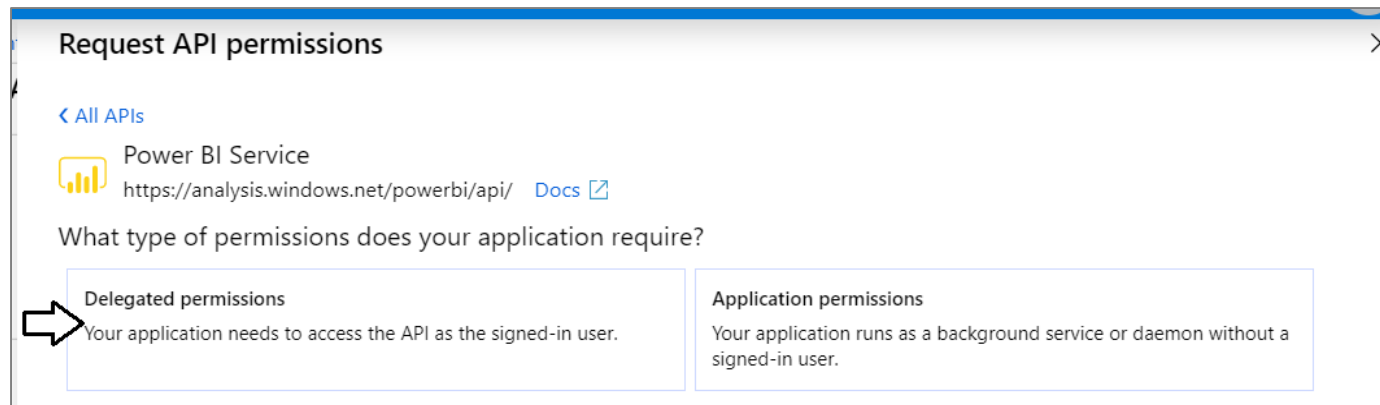 Request API permissions
All APIs
Power BI Service
https://analysis.windows.net/powerbi/api/ Docs
What type of permissions does your application require?
Delegated permissions
Your application needs to access the API as the signed-in user.
Application permissions
Your application runs as a background service or daemon without a
signed-in user.